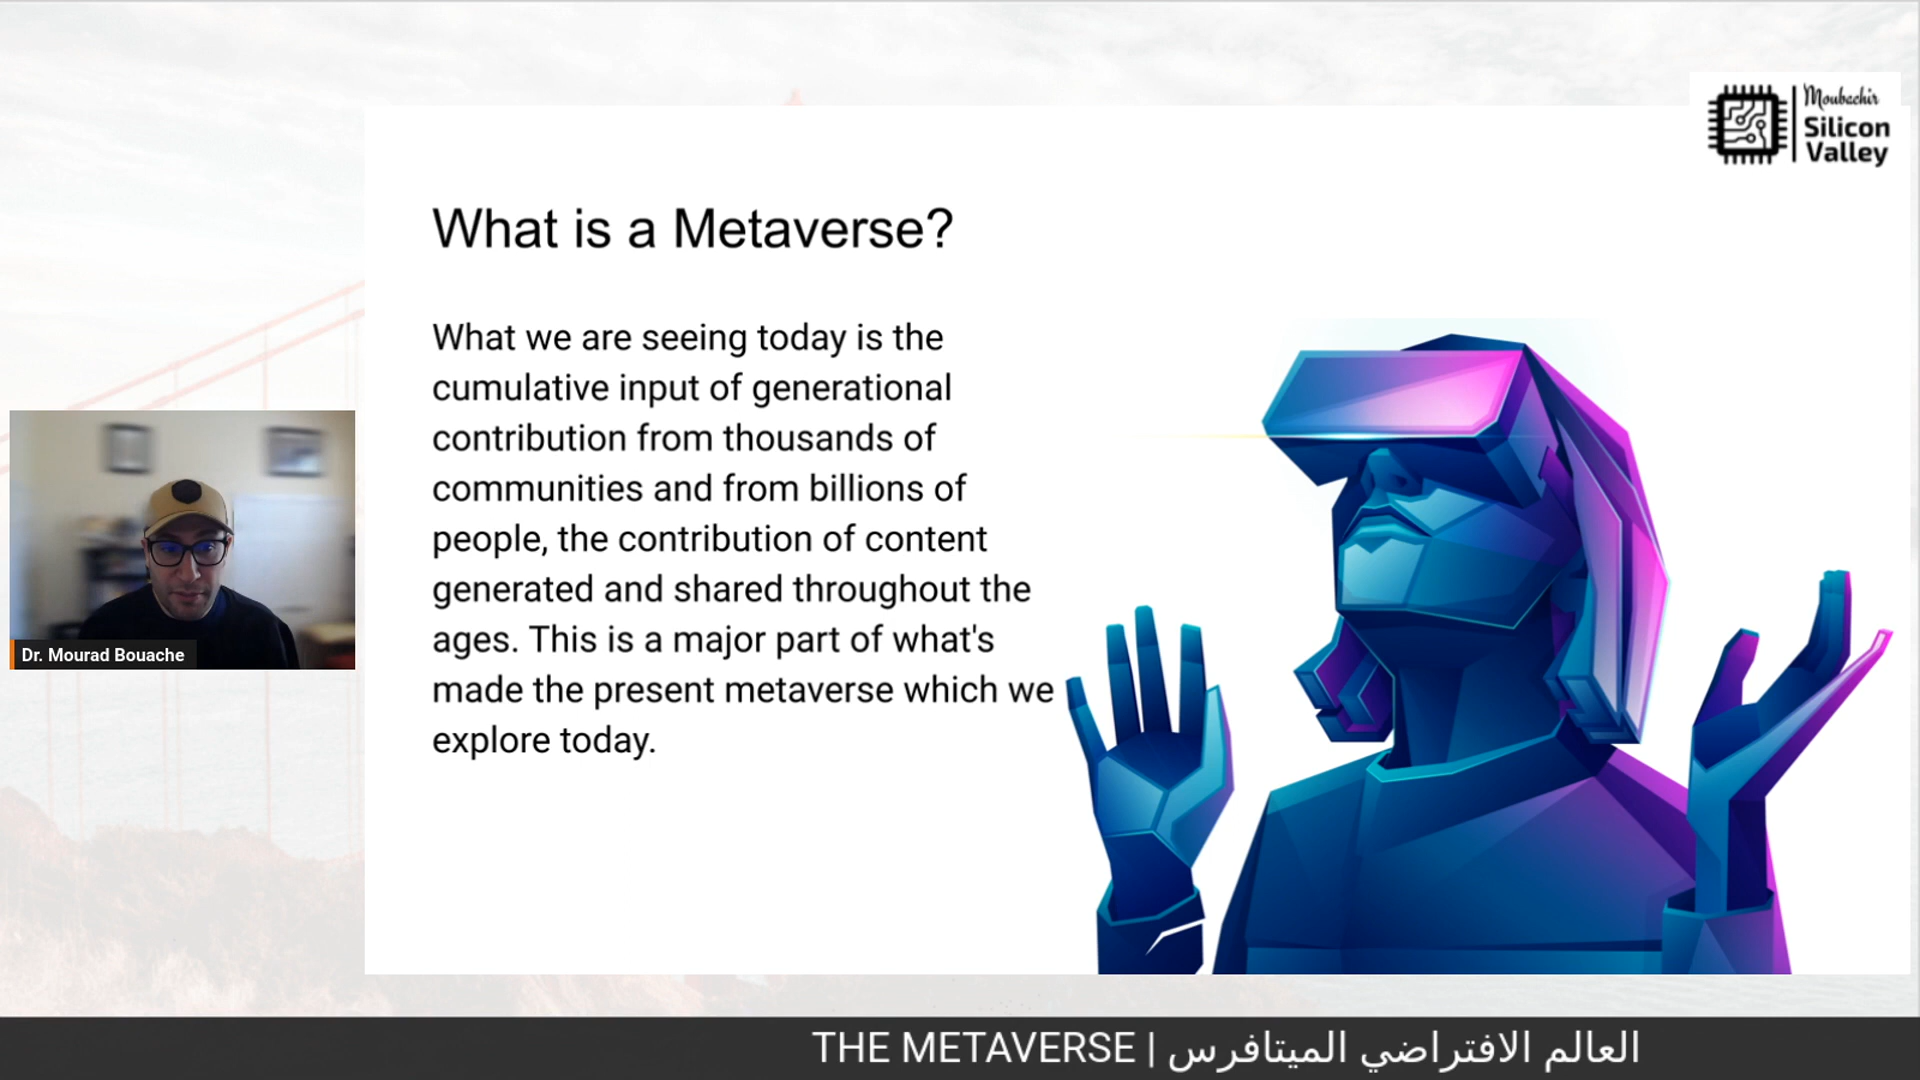 Moubachir
Silicon
Valley
What is a Metaverse?
What we are seeing today is the
cumulative input of generational
contribution from thousands of
communities and from billions of
people, the contribution of content
generated and shared throughout the
ages. This is a major part of what's
made the present metaverse which we
explore today.
Dr. Mourad Bouache
THE METAVERSE | العالم الافتراضي الميتافرس